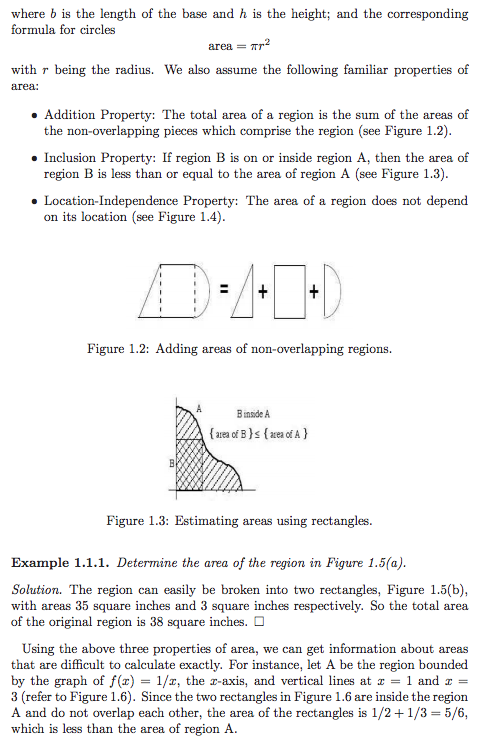 where b is the length of the base and h is the height; and the corresponding
formula for circles
area = πr²
with r being the radius. We also assume the following familiar properties of
area:
• Addition Property: The total area of a region is the sum of the areas of
the non-overlapping pieces which comprise the region (see Figure 1.2).
• Inclusion Property: If region B is on or inside region A, then the area of
region B is less than or equal to the area of region A (see Figure 1.3).
• Location-Independence Property: The area of a region does not depend
on its location (see Figure 1.4).
= + +
Figure 1.2: Adding areas of non-overlapping regions.
A
B inside A
{ area of B } ≤ { area of A }
B
Figure 1.3: Estimating areas using rectangles.
Example 1.1.1. Determine the area of the region in Figure 1.5(a).
Solution. The region can easily be broken into two rectangles, Figure 1.5(b),
with areas 35 square inches and 3 square inches respectively. So the total area
of the original region is 38 square inches. □
Using the above three properties of area, we can get information about areas
that are difficult to calculate exactly. For instance, let A be the region bounded
by the graph of f(x) = 1/x, the x-axis, and vertical lines at x = 1 and x =
3 (refer to Figure 1.6). Since the two rectangles in Figure 1.6 are inside the region
A and do not overlap each other, the area of the rectangles is 1/2 + 1/3 = 5/6,
which is less than the area of region A.